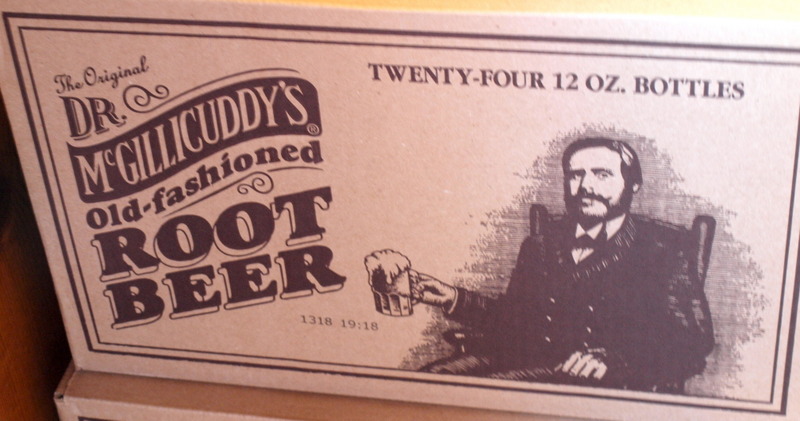 The Original
DR.
McGILLICUDDY'S®
Old-fashioned
ROOT
BEER
1318 19:18
TWENTY-FOUR 12 OZ. BOTTLES